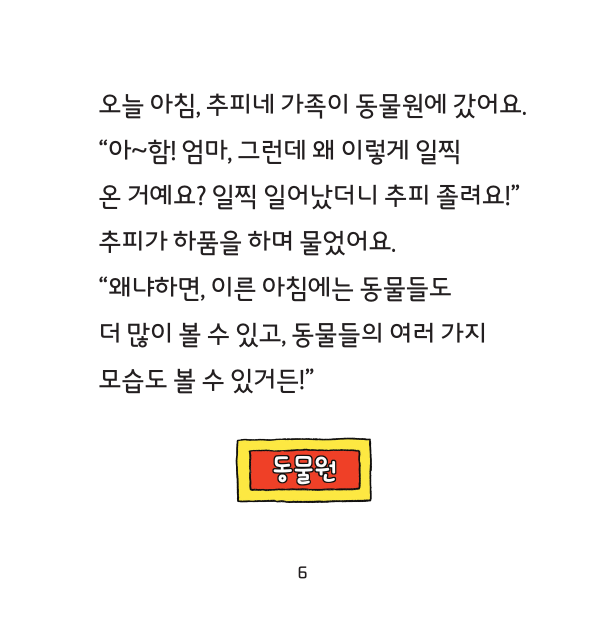 오늘 아침, 추피네 가족이 동물원에 갔어요.
“아~함! 엄마, 그런데 왜 이렇게 일찍
온 거예요? 일찍 일어났더니 추피 졸려요!”
추피가 하품을 하며 물었어요.
“왜냐하면, 이른 아침에는 동물들도
더 많이 볼 수 있고, 동물들의 여러 가지
모습도 볼 수 있거든!”
동물원
6